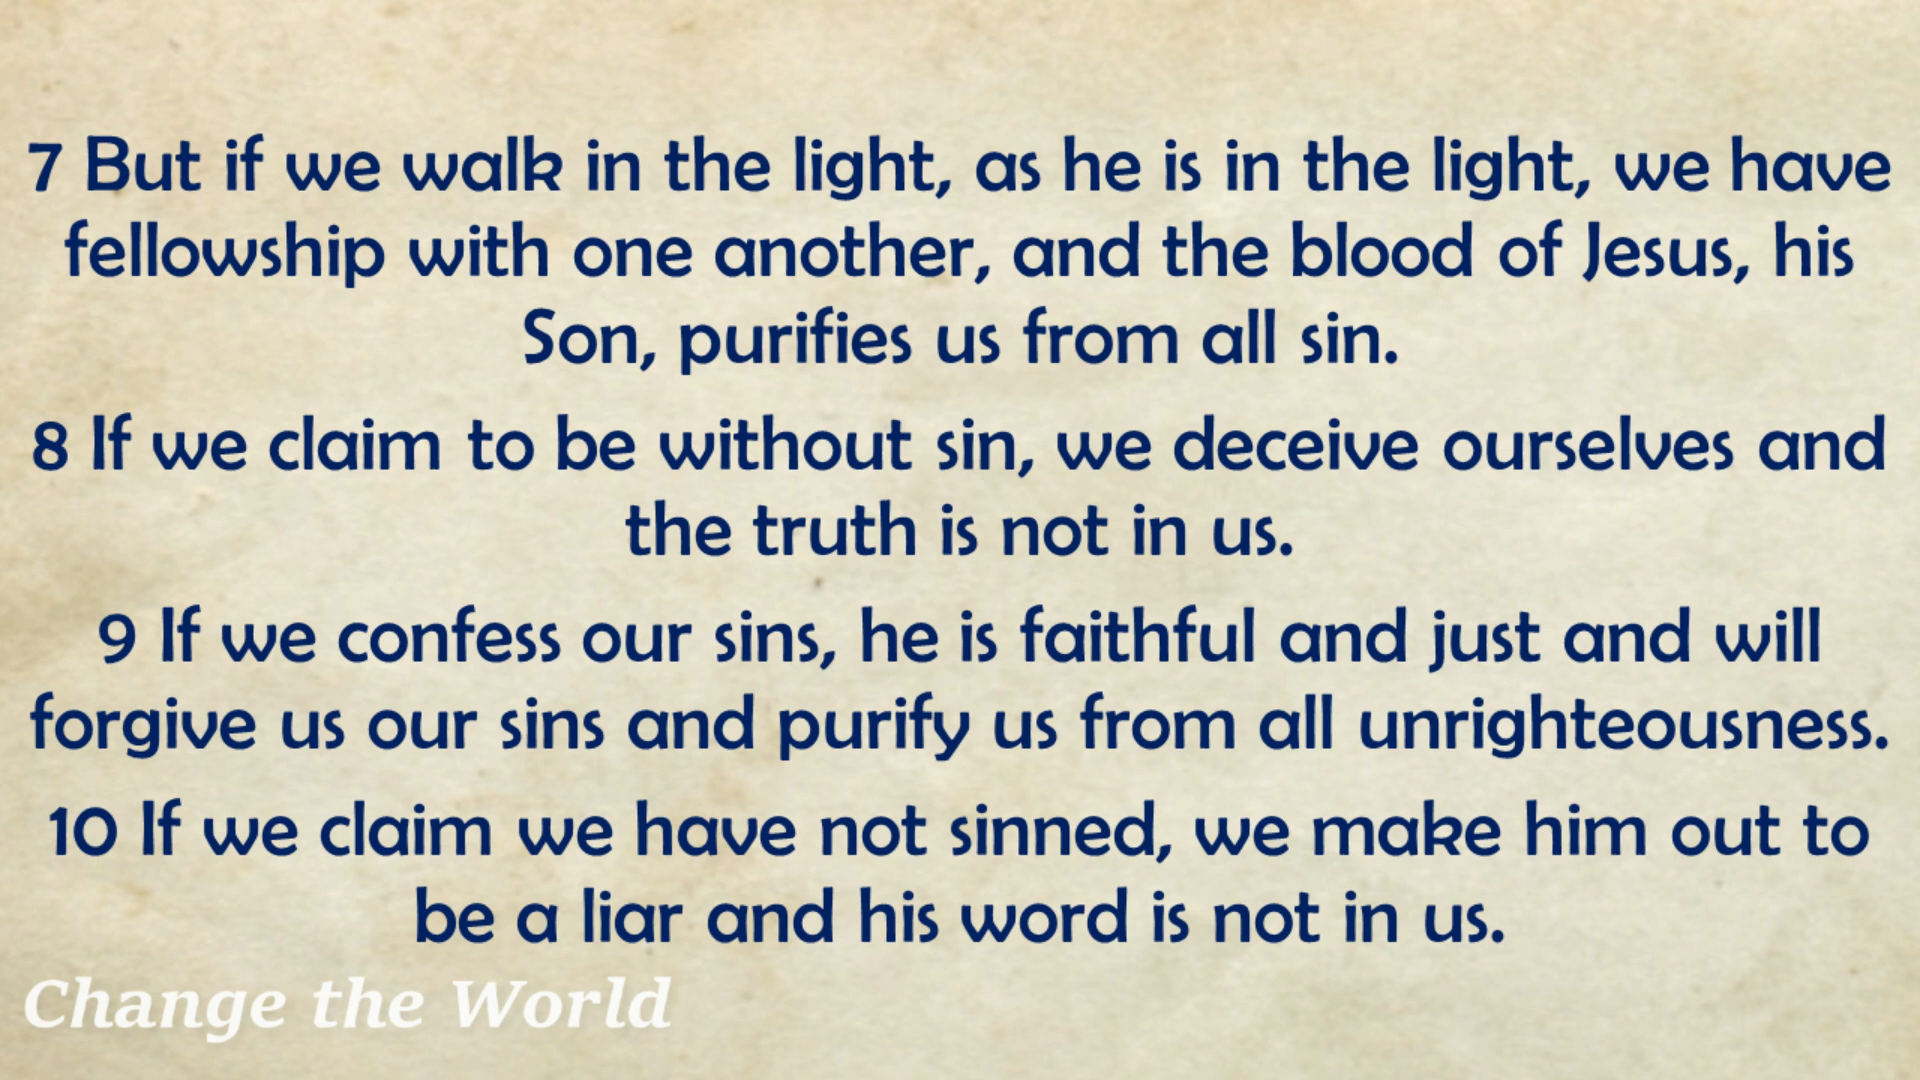 7 But if we walk in the light, as he is in the light, we have
fellowship with one another, and the blood of Jesus, his
Son, purifies us from all sin.
8 If we claim to be without sin, we deceive ourselves and
the truth is not in us.
9 If we confess our sins, he is faithful and just and will
forgive us our sins and purify us from all unrighteousness.
10 If we claim we have not sinned, we make him out to
be a liar and his word is not in us.
Change the World